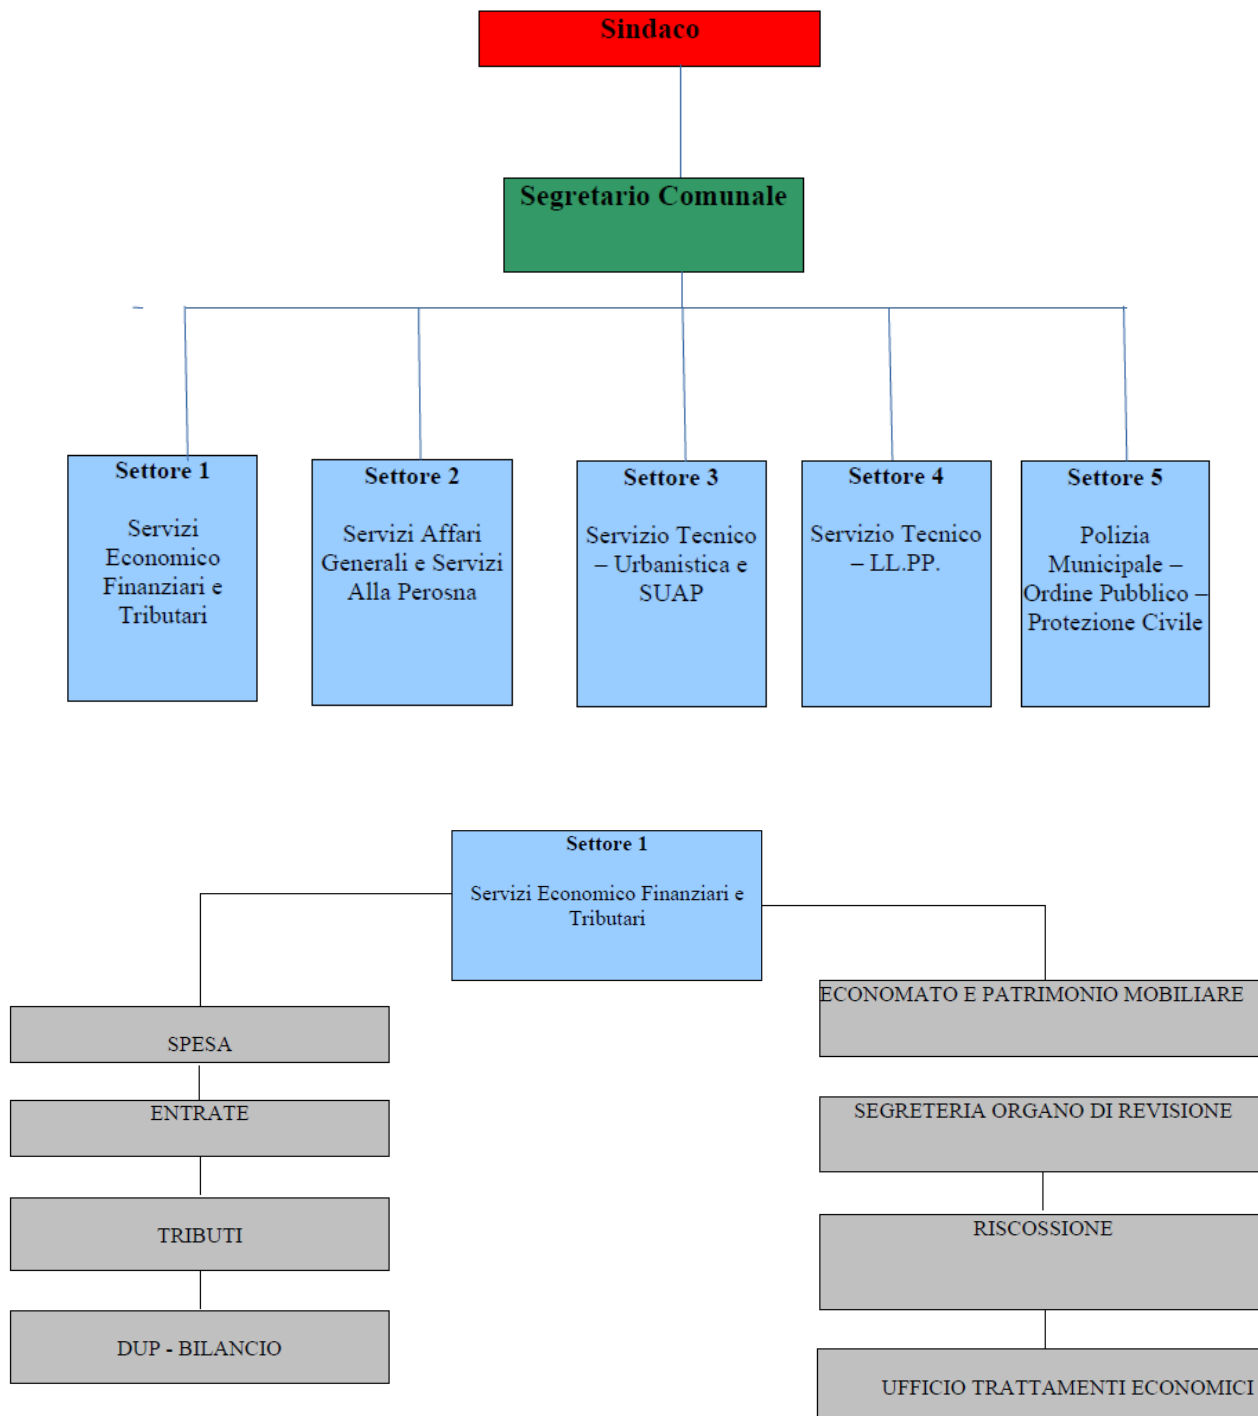 Sindaco
Segretario Comunale
Settore 1
Servizi
Economico
Finanziari e
Tributari
Settore 2
Servizi Affari
Generali e Servizi
Alla Perosna
Settore 3
Servizio Tecnico
– Urbanistica e
SUAP
Settore 4
Servizio Tecnico
– LL.PP.
Settore 5
Polizia
Municipale –
Ordine Pubblico –
Protezione Civile
Settore 1
Servizi Economico Finanziari e
Tributari
SPESA
ENTRATE
TRIBUTI
DUP - BILANCIO
ECONOMATO E PATRIMONIO MOBILIARE
SEGRETERIA ORGANO DI REVISIONE
RISCOSSIONE
UFFICIO TRATTAMENTI ECONOMICI